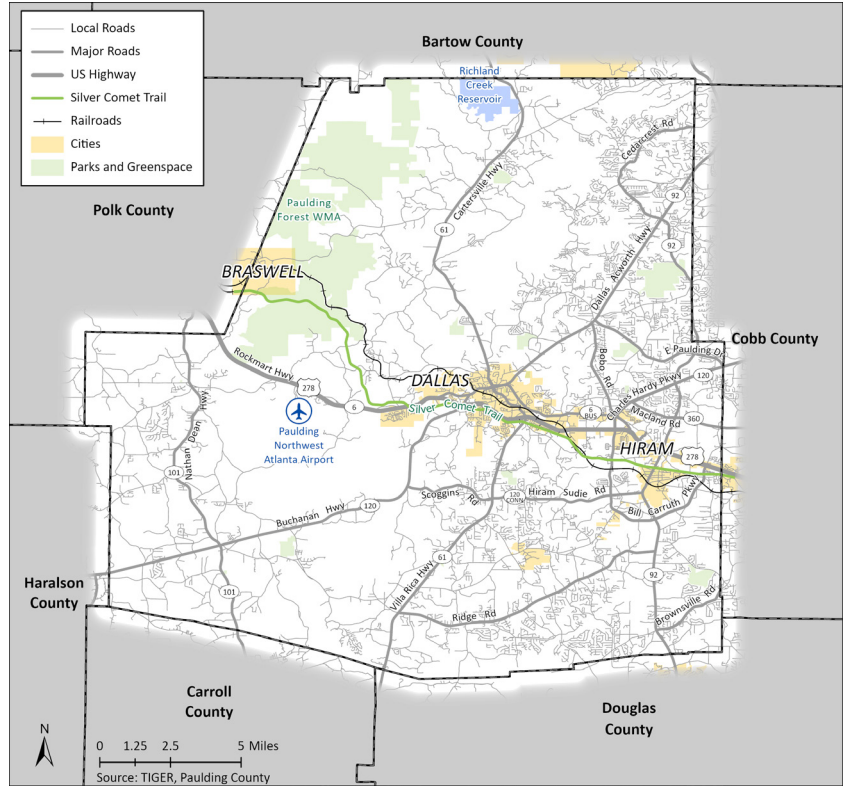 Local Roads
Major Roads
US Highway
Silver Comet Trail
Railroads
Cities
Parks and Greenspace
Bartow County
Richland
Creek
Reservoir
Cedarcrest Rd
92
Polk County
Paulding
Forest WMA
Cartersville Hwy
61
Dallas Acworth Hwy
92
BRASWELL
Cobb County
Rockmart Hwy
278
6
DALLAS
Silver Comet Trail
Bobo Rd
E Paulding Dr
120
Charles Hardy Pkwy
BUS
Macland Rd
360
HIRAM
278
Paulding
Northwest
Atlanta Airport
Nathan Dean Hwy
101
Buchanan Hwy
120
Scoggins Rd
120
CONN
Hiram Sudie Rd
Bill Carruth Pkwy
61
Villa Rica Hwy
Ridge Rd
92
Brownsville Rd
Haralson
County
101
Carroll
County
Douglas
County
N
0 1.25 2.5 5 Miles
Source: TIGER, Paulding County